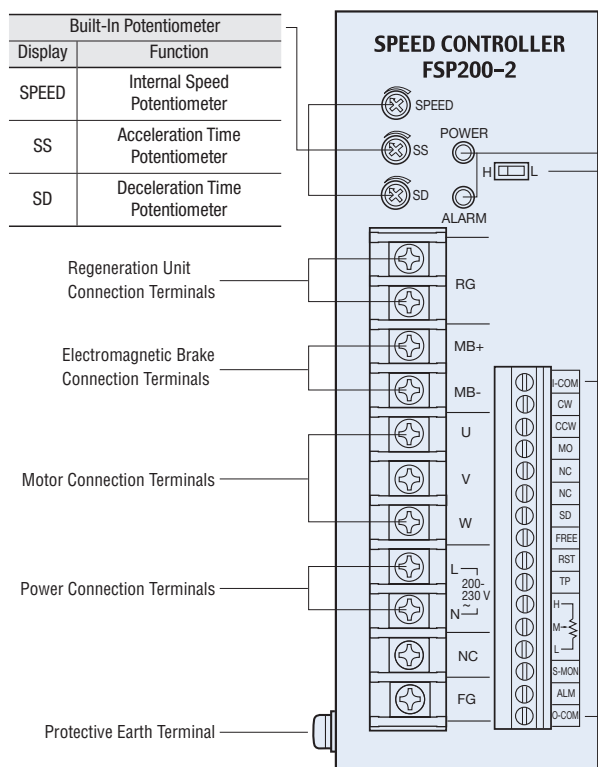 Built-In Potentiometer
Display Function
SPEED Internal Speed
Potentiometer
SS Acceleration Time
Potentiometer
SD Deceleration Time
Potentiometer
SPEED CONTROLLER
FSP200-2
SPEED
SS
SD
POWER
H L
ALARM
Regeneration Unit
Connection Terminals
RG
Electromagnetic Brake
Connection Terminals
MB+
MB-
Motor Connection Terminals
U
V
W
Power Connection Terminals
L
200-
230 V
~
N
NC
FG
Protective Earth Terminal
I-COM
CW
CCW
MO
NC
NC
SD
FREE
RST
TP
H
M
L
S-MON
ALM
O-COM